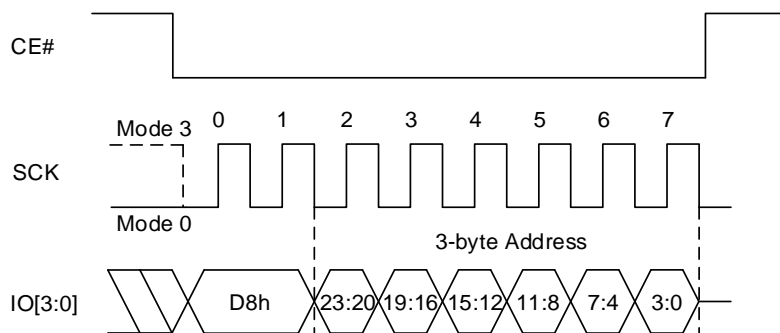 CE#
Mode 3 0 1 2 3 4 5 6 7
SCK
Mode 0
3-byte Address
IO[3:0] D8h 23:20 19:16 15:12 11:8 7:4 3:0